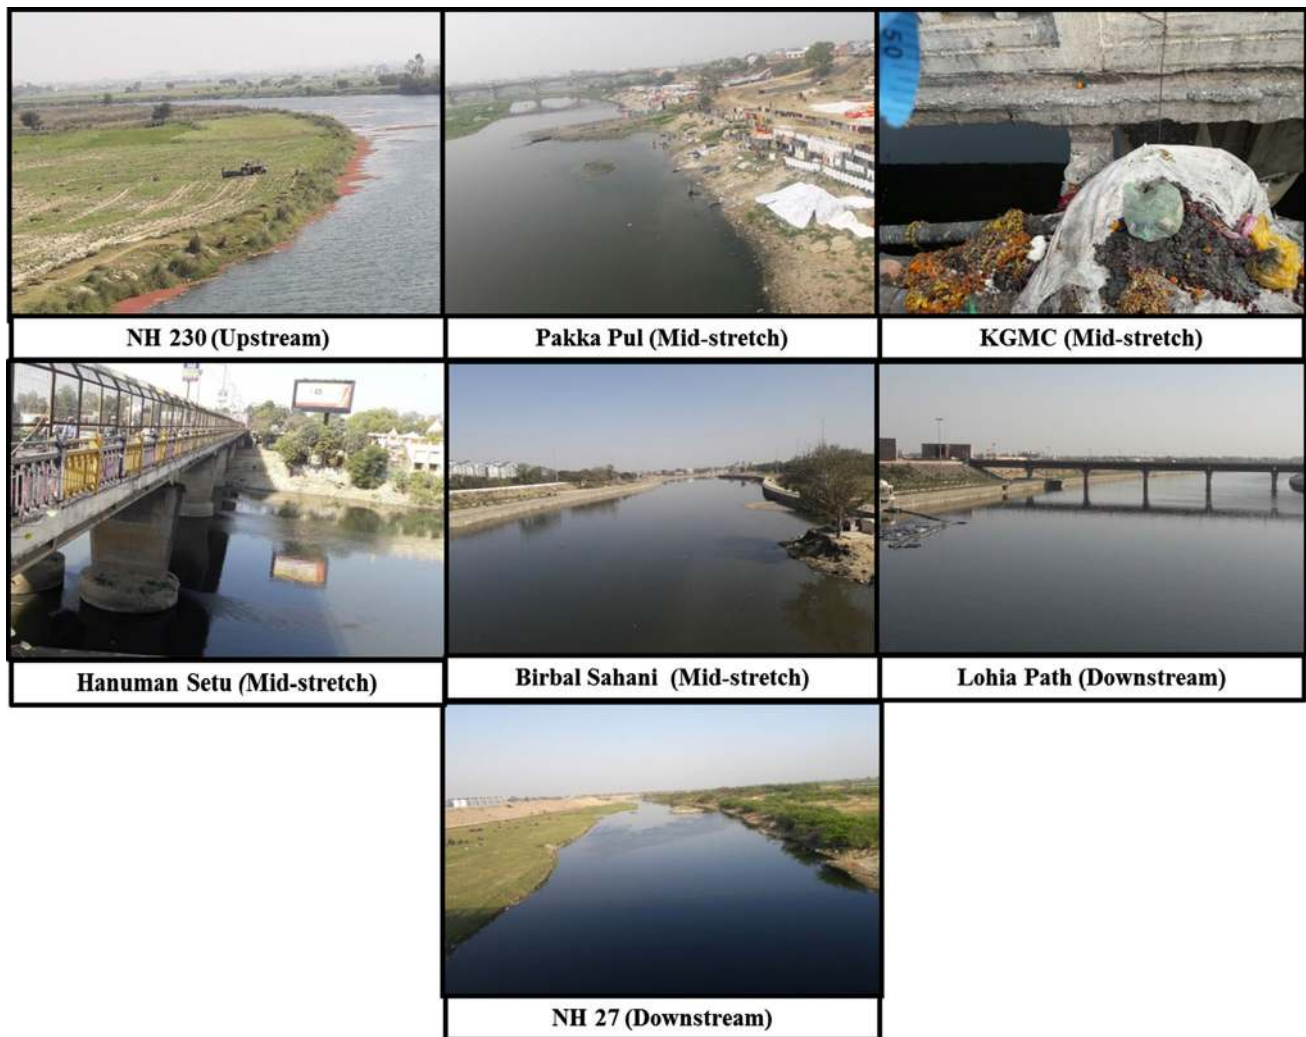 50
NH 230 (Upstream)
Pakka Pul (Mid-stretch)
KGMC (Mid-stretch)
Hanuman Setu (Mid-stretch)
Birbal Sahani (Mid-stretch)
Lohia Path (Downstream)
NH 27 (Downstream)